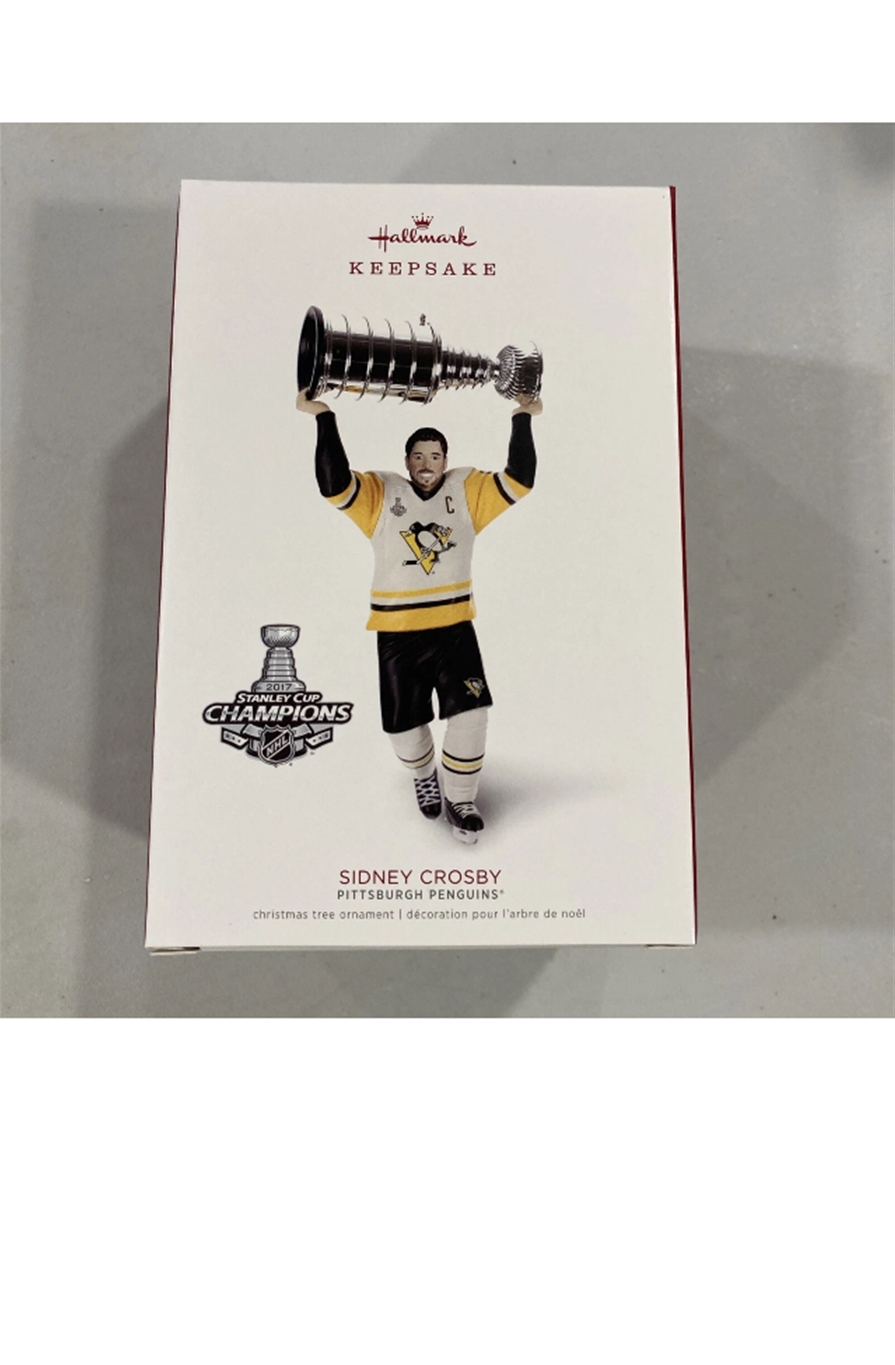 Hallmark
KEEPSAKE
C
2017
STANLEY CUP
CHAMPIONS
NHL
SIDNEY CROSBY
PITTSBURGH PENGUINS®
christmas tree ornament | décoration pour l'arbre de noël